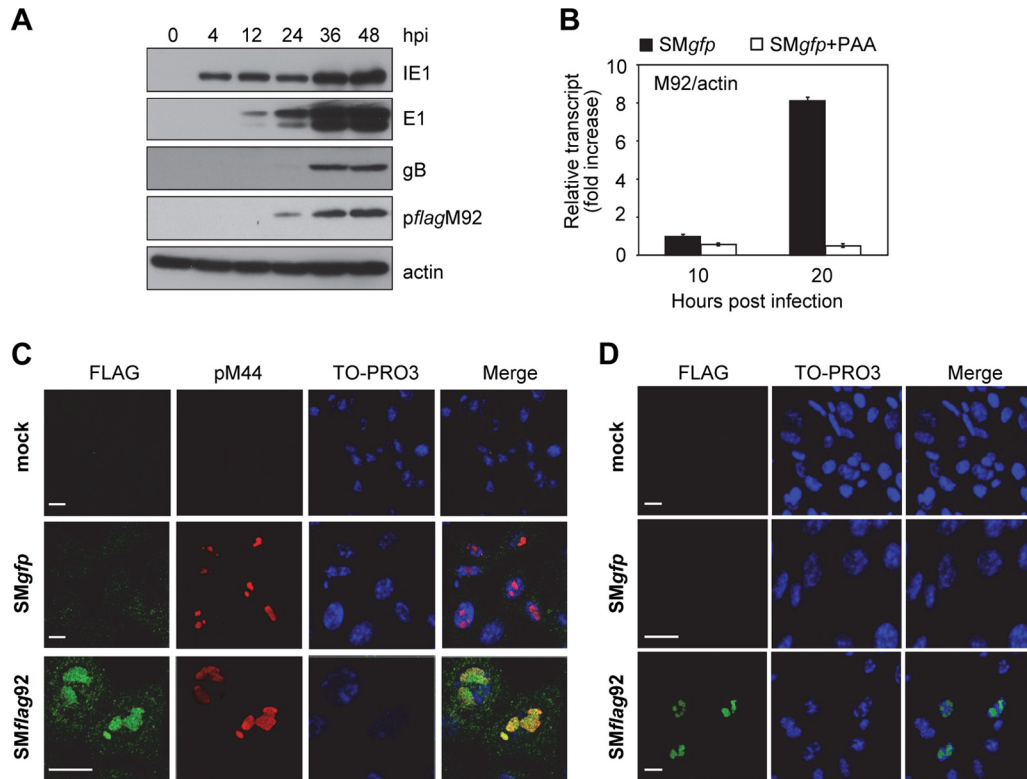 A
0 4 12 24 36 48 hpi
IE1
E1
gB
pflagM92
actin
B
SMgfp SMgfp+PAA
M92/actin
Relative transcript
(fold increase)
10
8
6
4
2
0
10 20
Hours post infection
C
FLAG pM44 TO-PRO3 Merge
mock
SMgfp
SMflag92
D
FLAG TO-PRO3 Merge
mock
SMgfp
SMflag92